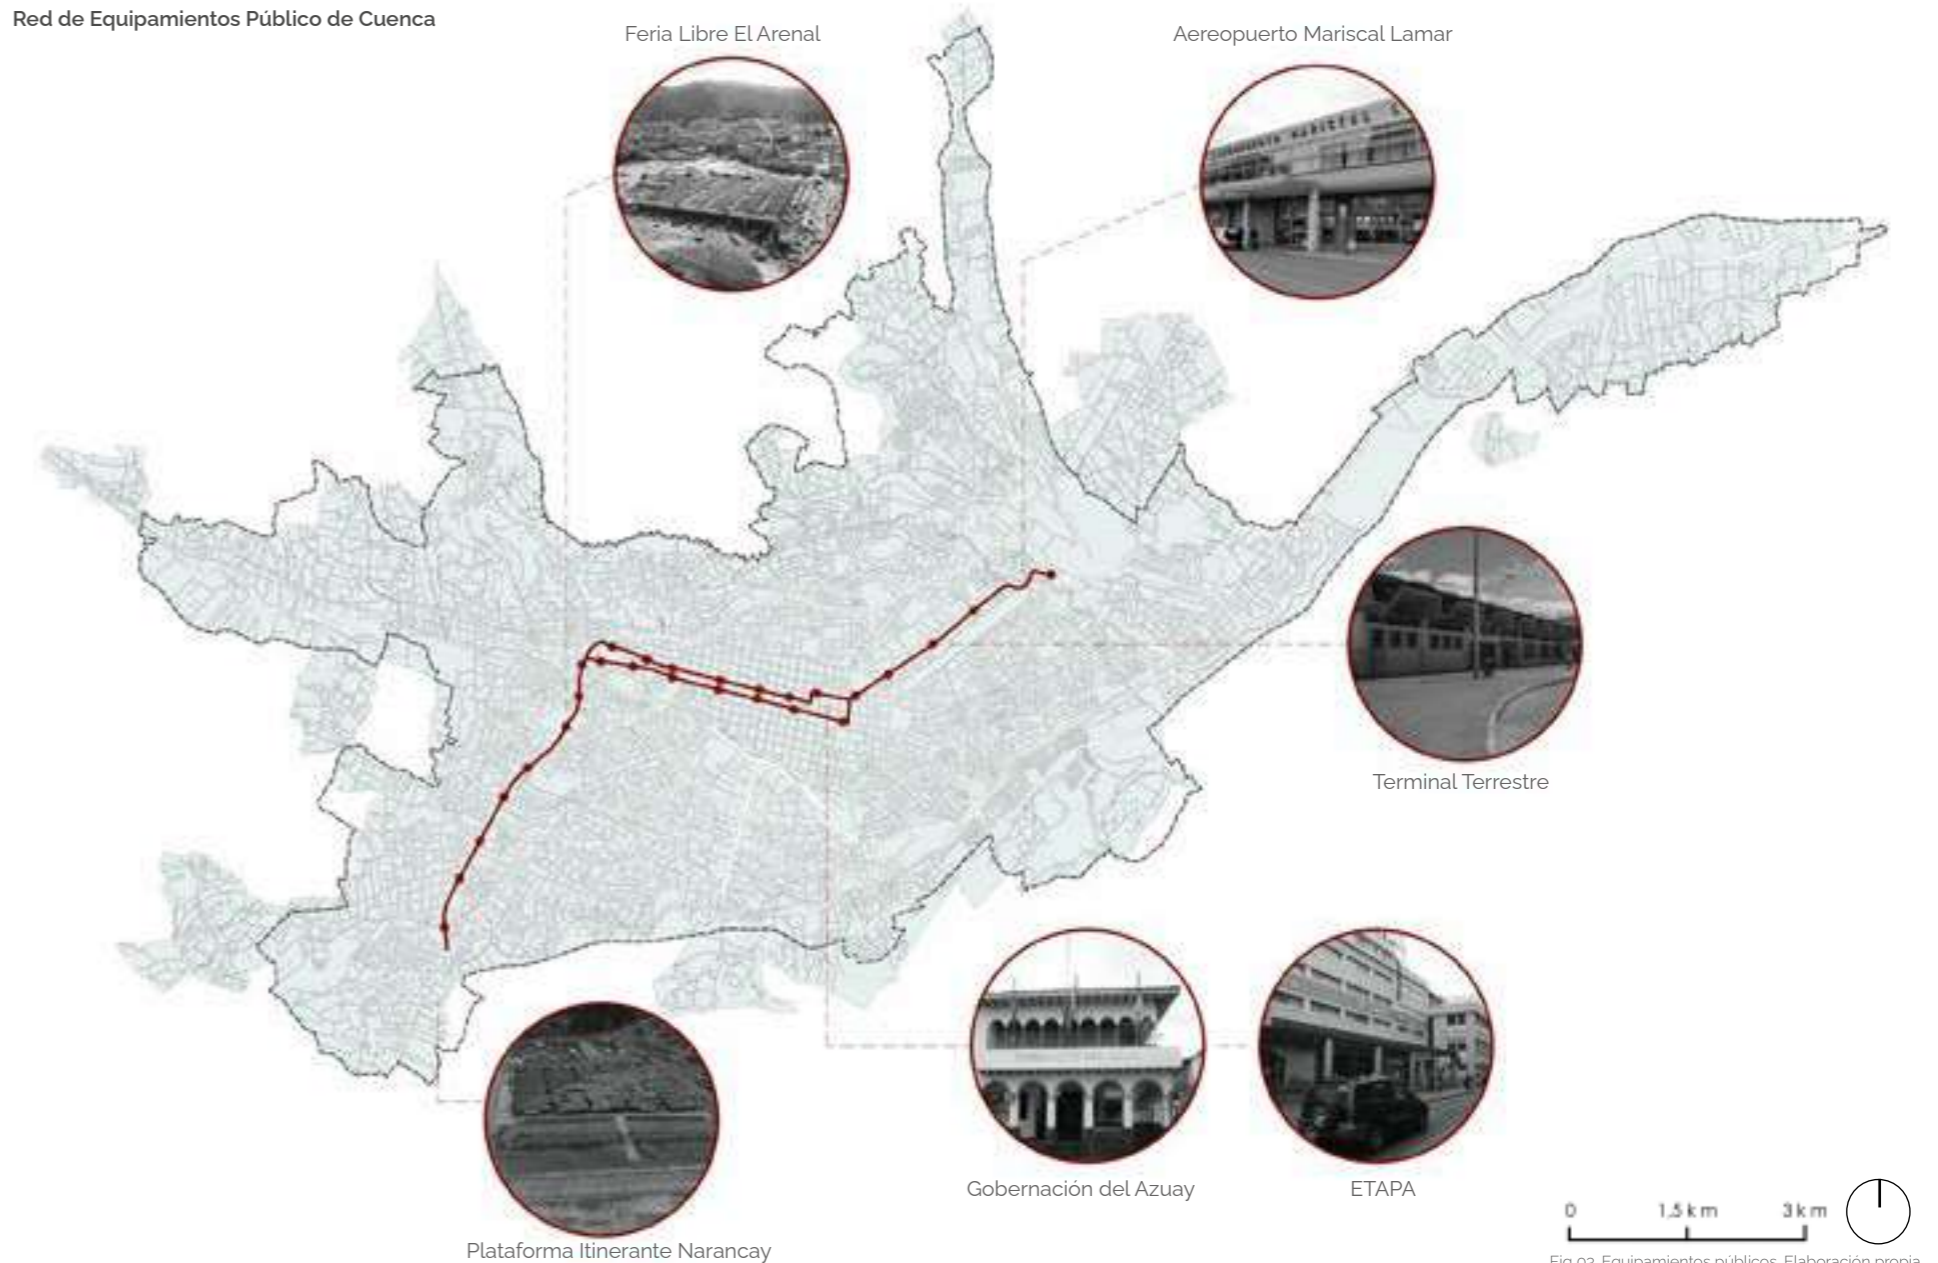 Red de Equipamientos Público de Cuenca
Feria Libre El Arenal
Aereopuerto Mariscal Lamar
Terminal Terrestre
Gobernación del Azuay
ETAPA
Plataforma Itinerante Narancay
0 1,5 km 3 km
Fig 03. Equipamientos públicos. Elaboración propia